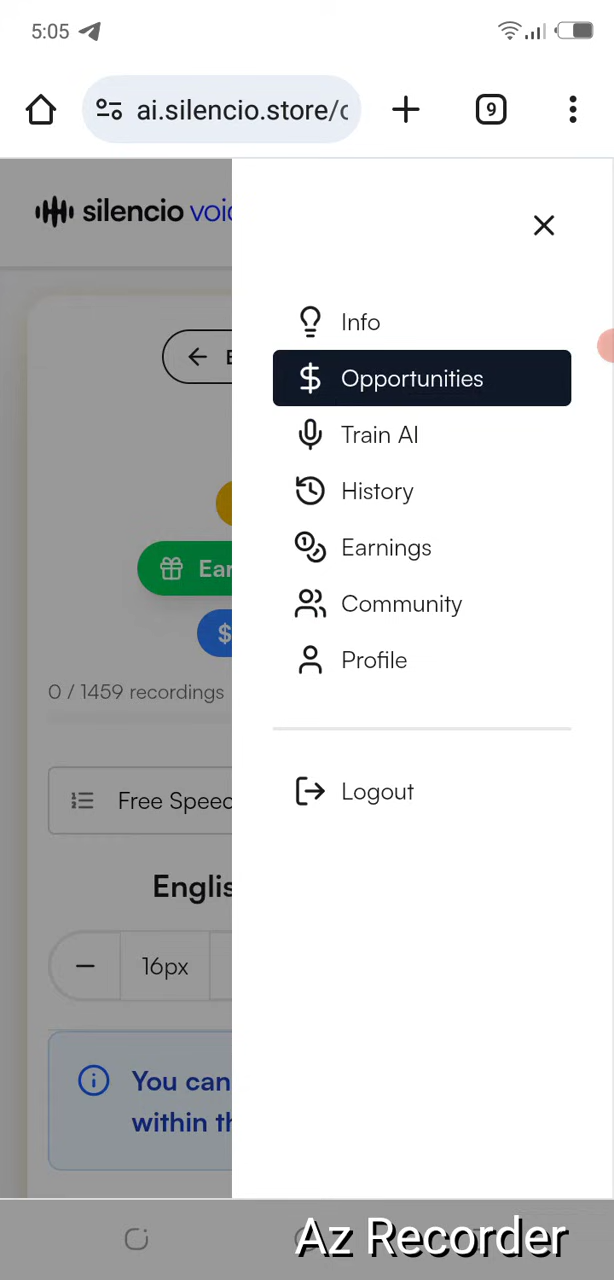 5:05
ai.silencio.store/
9
silencio voic
Info
Opportunities
Train AI
History
Earnings
Community
Profile
Logout
Ear
$
0 / 1459 recordings
Free Speec
Englis
16px
You can
within th
Az Recorder